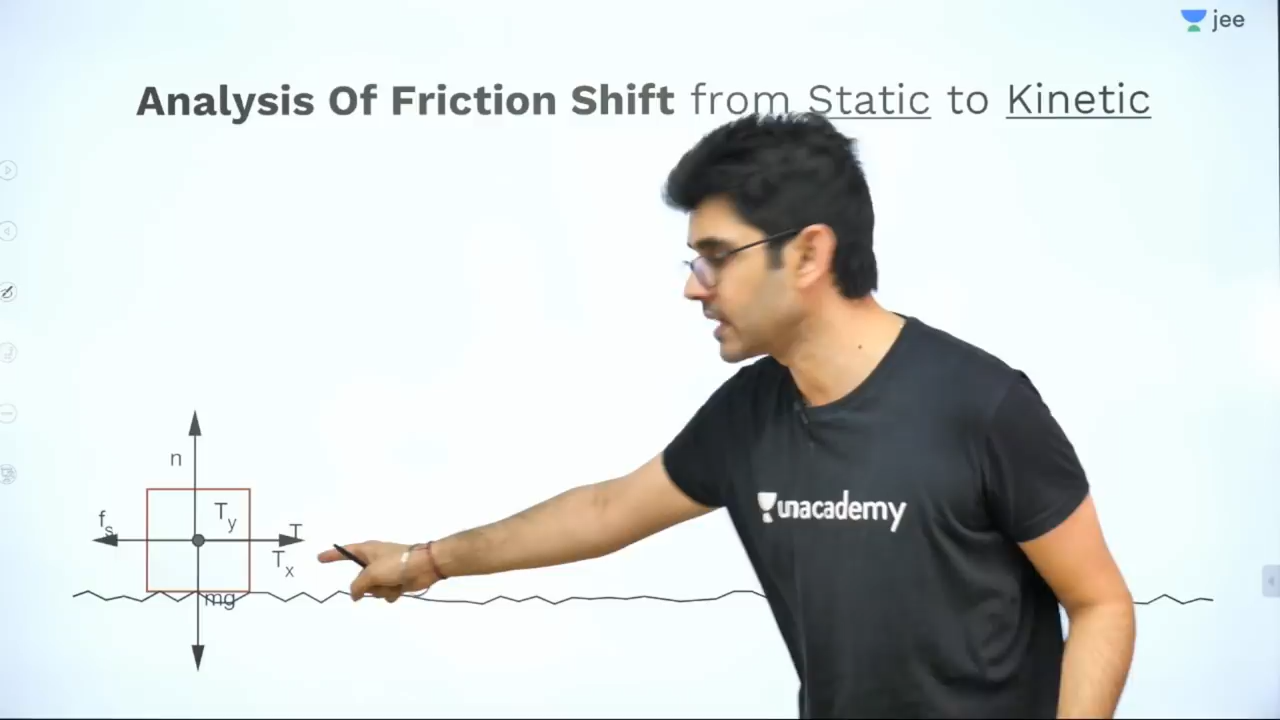 jee
Analysis Of Friction Shift from Static to Kinetic
n
fs
Ty
T
Tx
mg
unacademy